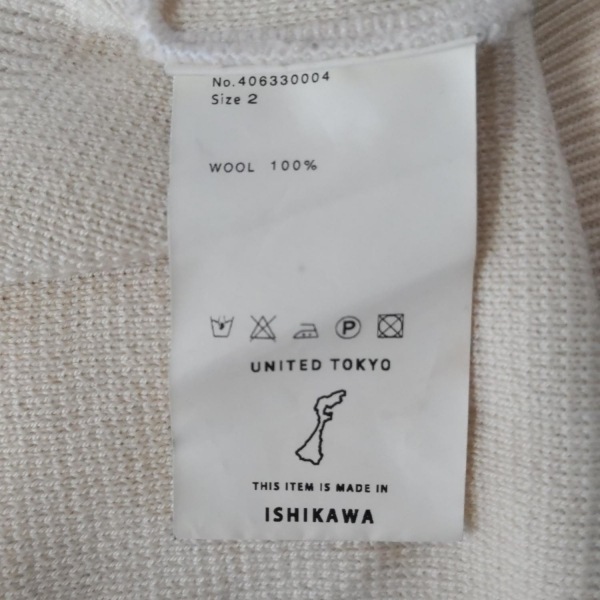 No.406330004
Size 2
WOOL 100%
P
UNITED TOKYO
THIS ITEM IS MADE IN
ISHIKAWA